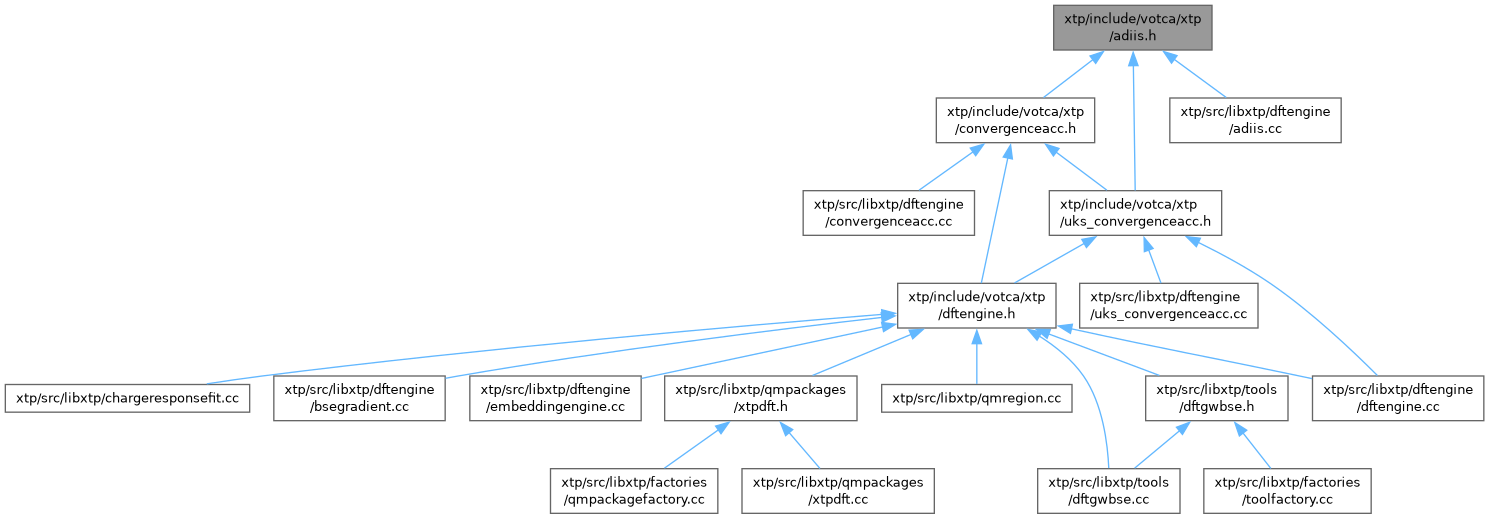 xtp/include/votca/xtp
/adiis.h
xtp/include/votca/xtp
/convergenceacc.h
xtp/src/libxtp/dftengine
/adiis.cc
xtp/src/libxtp/dftengine
/convergenceacc.cc
xtp/include/votca/xtp
/uks_convergenceacc.h
xtp/include/votca/xtp
/dftengine.h
xtp/src/libxtp/dftengine
/uks_convergenceacc.cc
xtp/src/libxtp/chargeresponsefit.cc
xtp/src/libxtp/dftengine
/bsegradient.cc
xtp/src/libxtp/dftengine
/embeddingengine.cc
xtp/src/libxtp/qmpackages
/xtpdft.h
xtp/src/libxtp/qmregion.cc
xtp/src/libxtp/tools
/dftgwbse.h
xtp/src/libxtp/dftengine
/dftengine.cc
xtp/src/libxtp/factories
/qmpackagefactory.cc
xtp/src/libxtp/qmpackages
/xtpdft.cc
xtp/src/libxtp/tools
/dftgwbse.cc
xtp/src/libxtp/factories
/toolfactory.cc